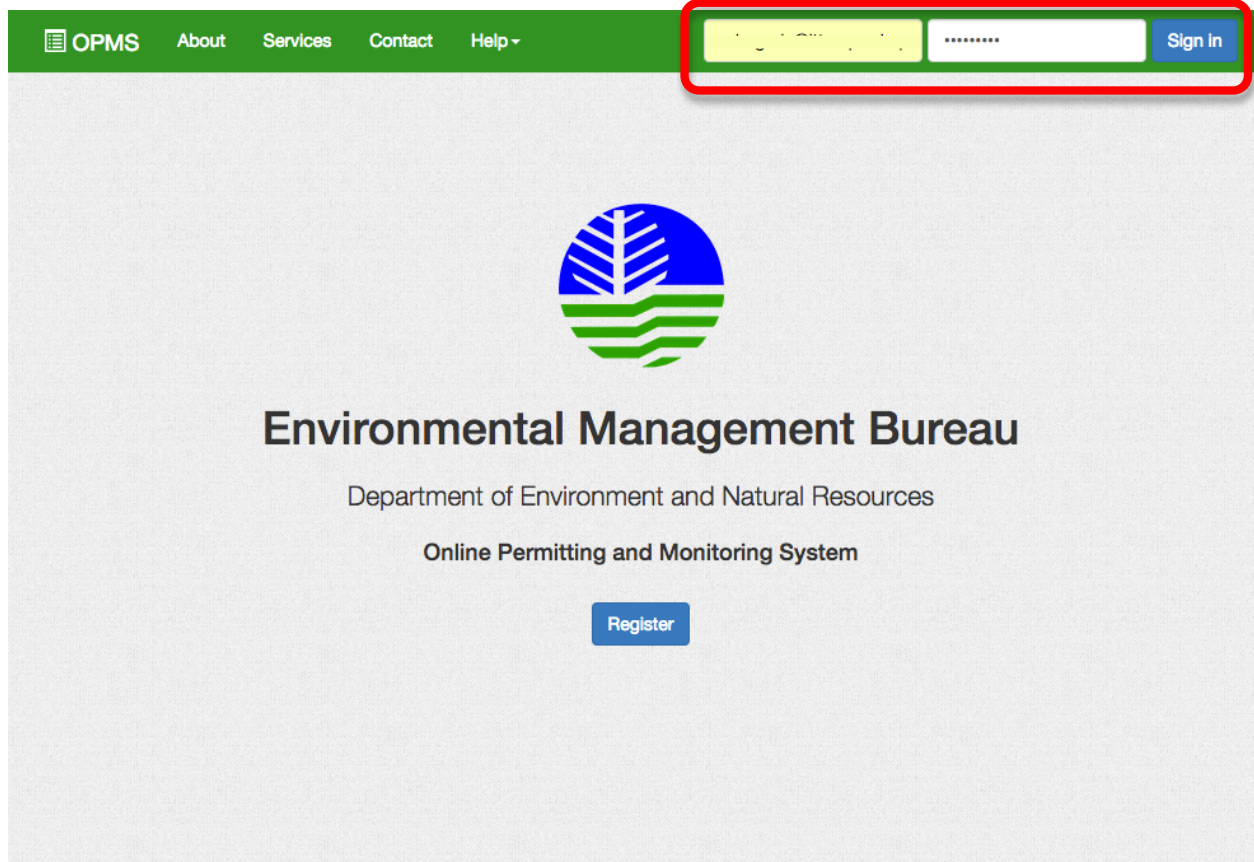 OPMS About Services Contact Help
••••••••• Sign in
Environmental Management Bureau
Department of Environment and Natural Resources
Online Permitting and Monitoring System
Register